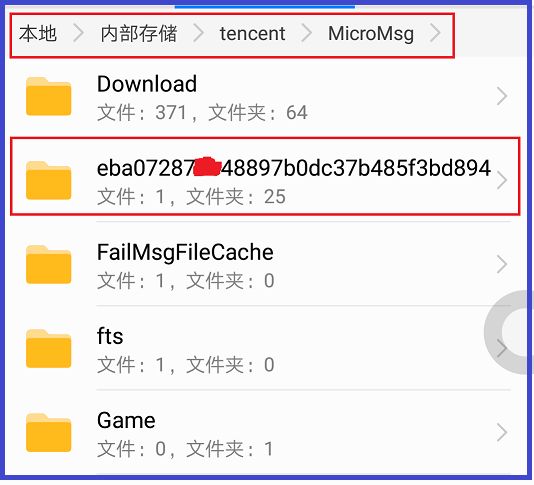 本地 内部存储 tencent MicroMsg
Download
文件：371，文件夹：64
eba07287 48897b0dc37b485f3bd894
文件：1，文件夹：25
FailMsgFileCache
文件：1，文件夹：0
fts
文件：1，文件夹：0
Game
文件：0，文件夹：1